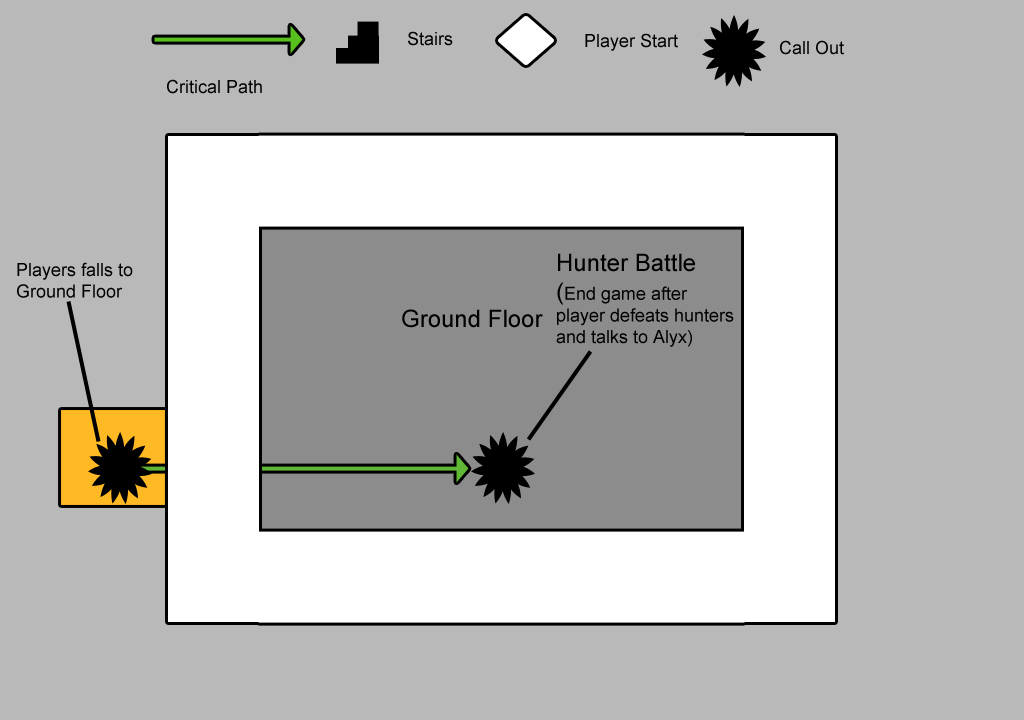 Stairs
Player Start
Call Out
Critical Path
Players falls to
Ground Floor
Hunter Battle
(End game after
player defeats hunters
and talks to Alyx)
Ground Floor